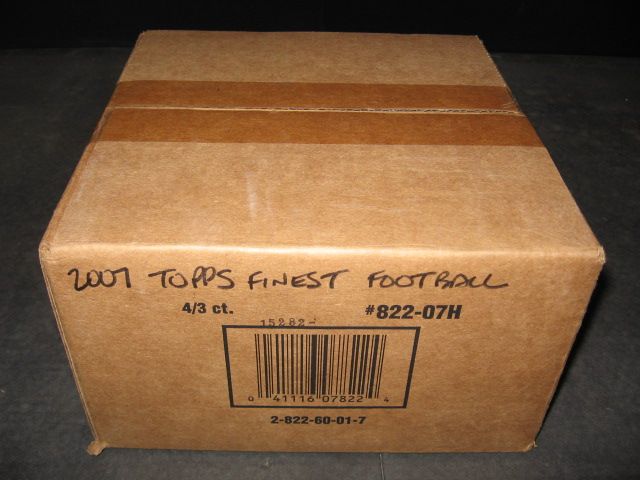 2007 TOPPS FINEST FOOTBALL
4/3 ct. #822-07H
15282-
0 41116 07822 4
2-822-60-01-7